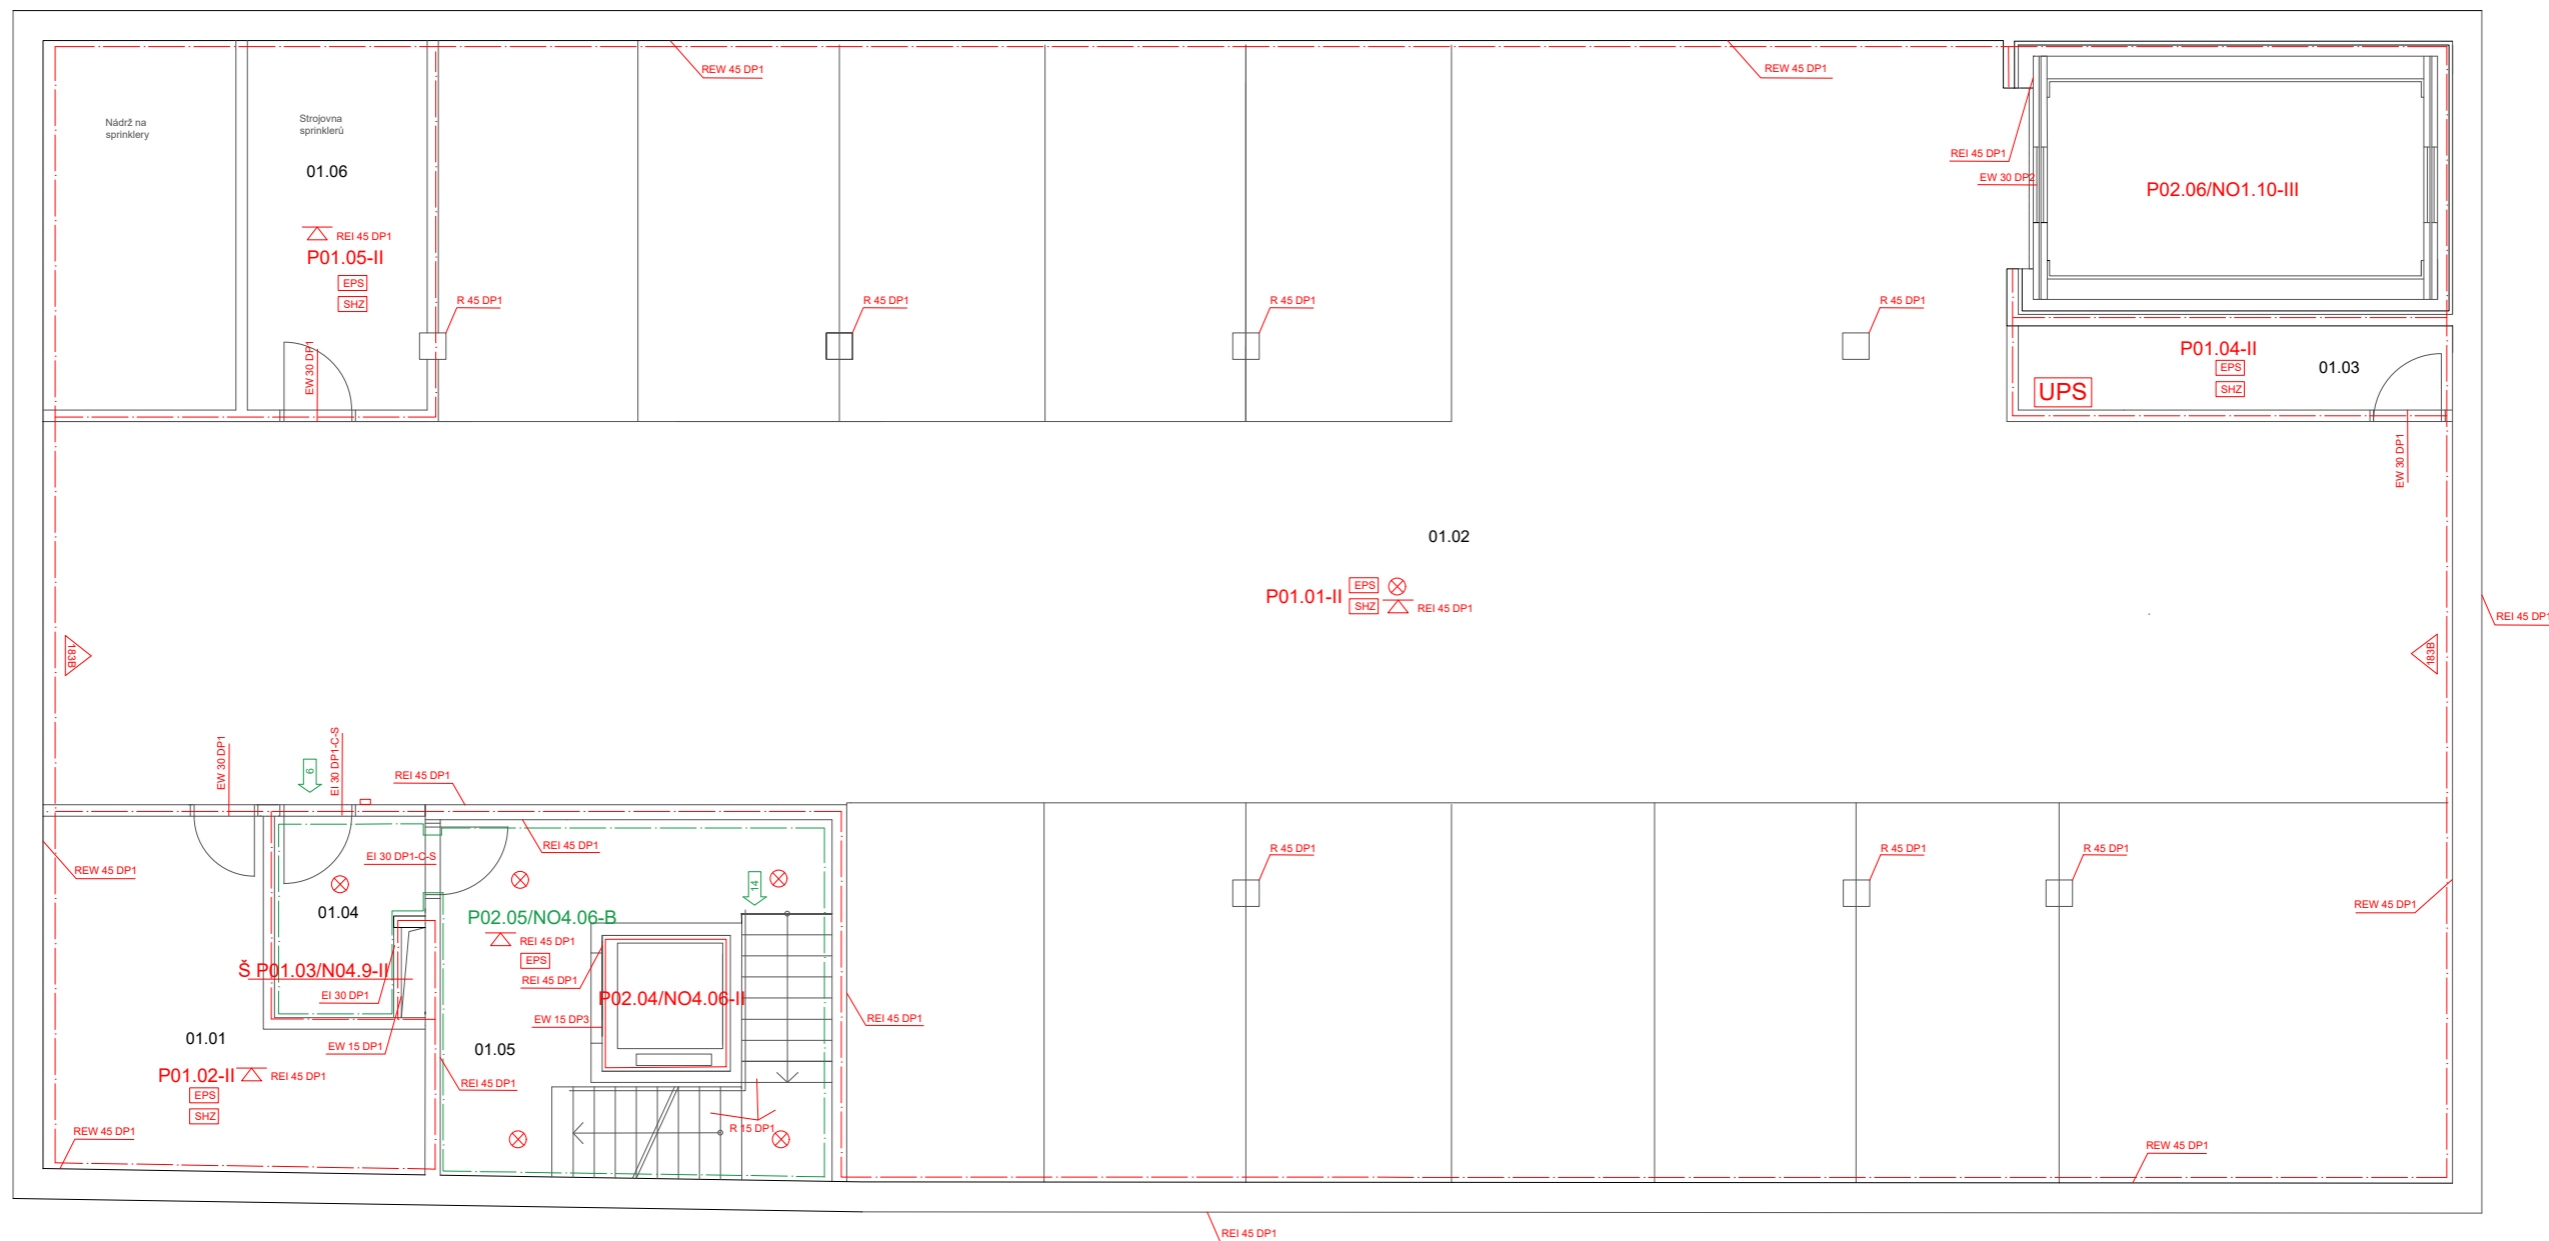 REW 45 DP1
REW 45 DP1
Nádrž na
sprinklery
Strojovna
sprinklerů
01.06
REI 45 DP1
EW 30 DP2
P02.06/NO1.10-III
REI 45 DP1
P01.05-II
EPS
SHZ
R 45 DP1
R 45 DP1
R 45 DP1
R 45 DP1
EW 30 DP1
P01.04-II
EPS
SHZ
01.03
UPS
EW 30 DP1
01.02
P01.01-II
EPS
SHZ
REI 45 DP1
REI 45 DP1
183B
183B
EW 30 DP1
6
EI 30 DP1-C-S
REI 45 DP1
REW 45 DP1
EI 30 DP1-C-S
REI 45 DP1
R 45 DP1
R 45 DP1
R 45 DP1
REW 45 DP1
14
01.04
P02.05/NO4.06-B
REI 45 DP1
EPS
REI 45 DP1
Š P01.03/N04.9-II
EI 30 DP1
P02.04/NO4.06-II
EW 15 DP3
REI 45 DP1
01.01
EW 15 DP1
01.05
P01.02-II
REI 45 DP1
EPS
SHZ
REI 45 DP1
REW 45 DP1
R 15 DP1
REW 45 DP1
REI 45 DP1